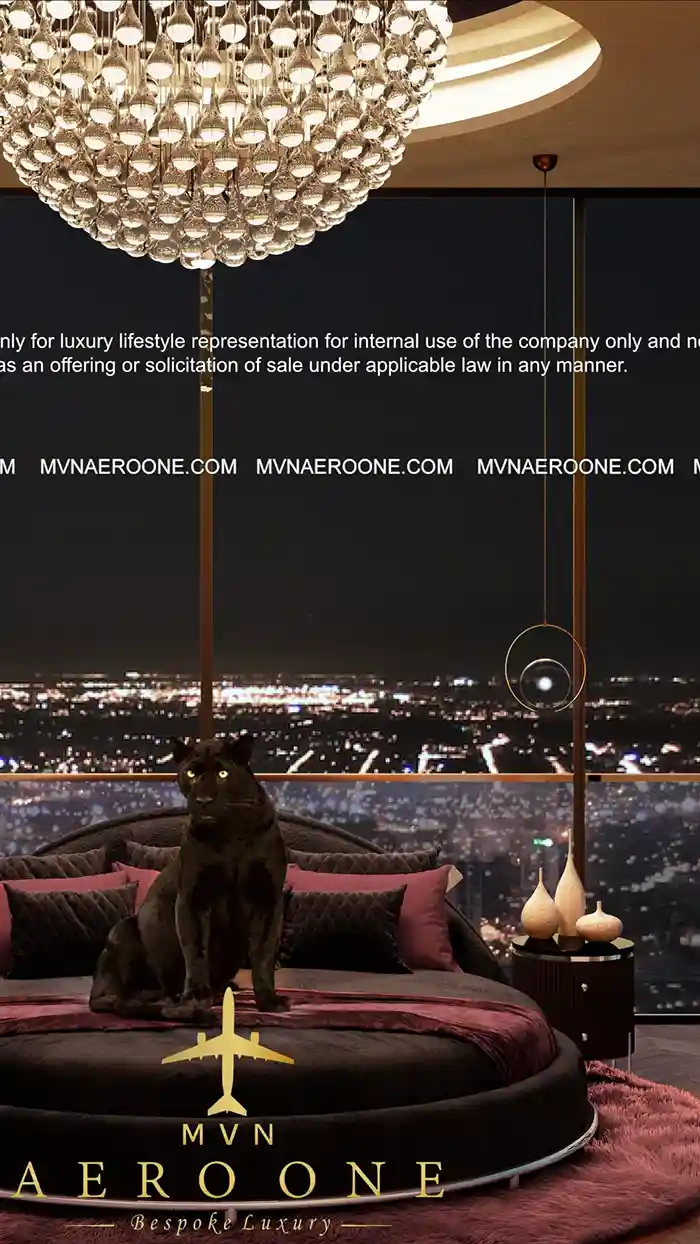 nly for luxury lifestyle representation for internal use of the company only and
as an offering or solicitation of sale under applicable law in any manner.
M MVNAEROONE.COM MVNAEROONE.COM MVNAEROONE.COM M
MVN
AERO ONE
Bespoke Luxury